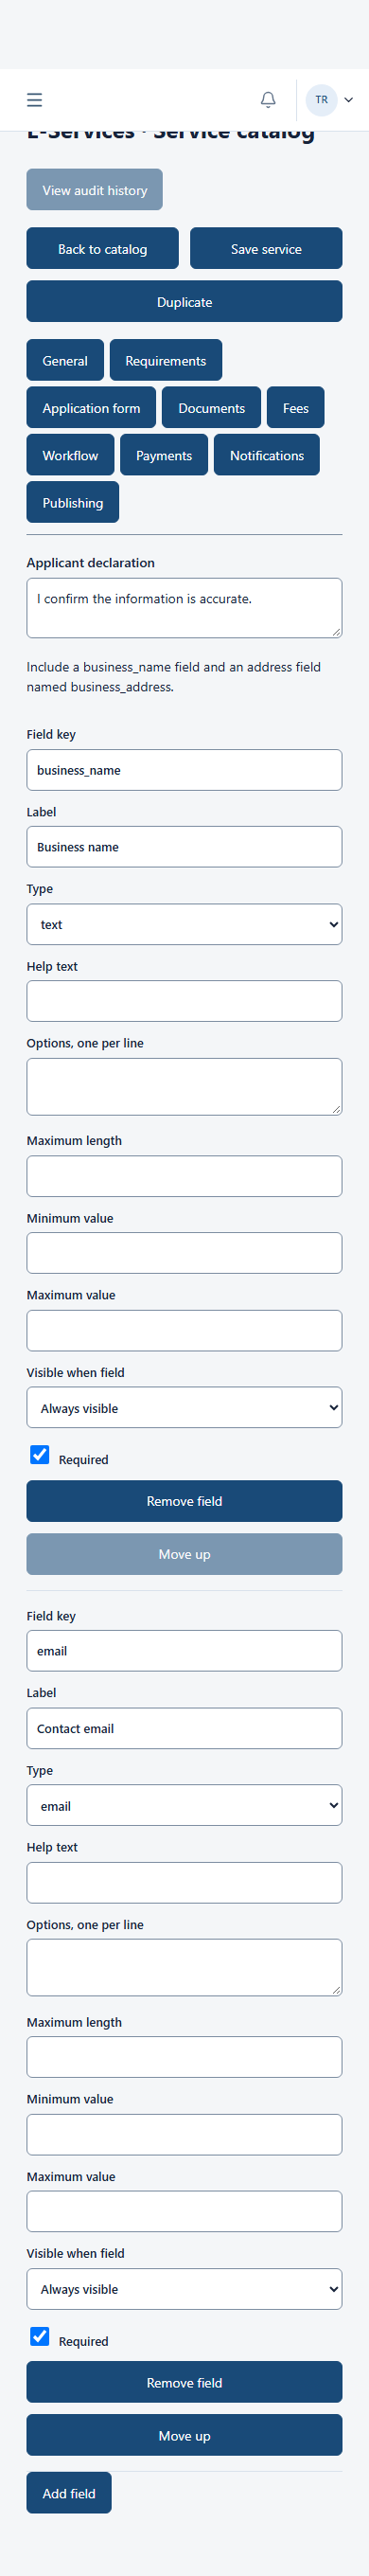 TR
E-Services · Service catalog
View audit history
Back to catalog
Save service
Duplicate
General
Requirements
Application form
Documents
Fees
Workflow
Payments
Notifications
Publishing
Applicant declaration
I confirm the information is accurate.
Include a business_name field and an address field
named business_address.
Field key
business_name
Label
Business name
Type
text
Help text
Options, one per line
Maximum length
Minimum value
Maximum value
Visible when field
Always visible
Required
Remove field
Move up
Field key
email
Label
Contact email
Type
email
Help text
Options, one per line
Maximum length
Minimum value
Maximum value
Visible when field
Always visible
Required
Remove field
Move up
Add field